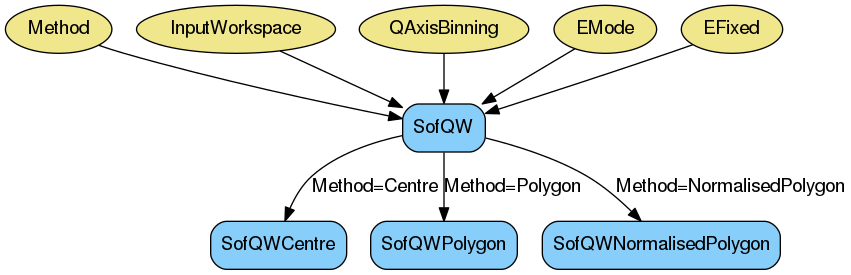 Method
InputWorkspace
QAxisBinning
EMode
EFixed
SofQW
Method=Centre
Method=Polygon
Method=NormalisedPolygon
SofQWCentre
SofQWPolygon
SofQWNormalisedPolygon